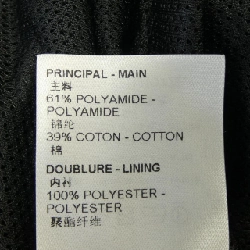 PRINCIPAL - MAIN
主料
61% POLYAMIDE -
POLYAMIDE
锦纶
39% COTON - COTTON
棉
DOUBLURE - LINING
内衬
100% POLYESTER -
POLYESTER
聚酯纤维